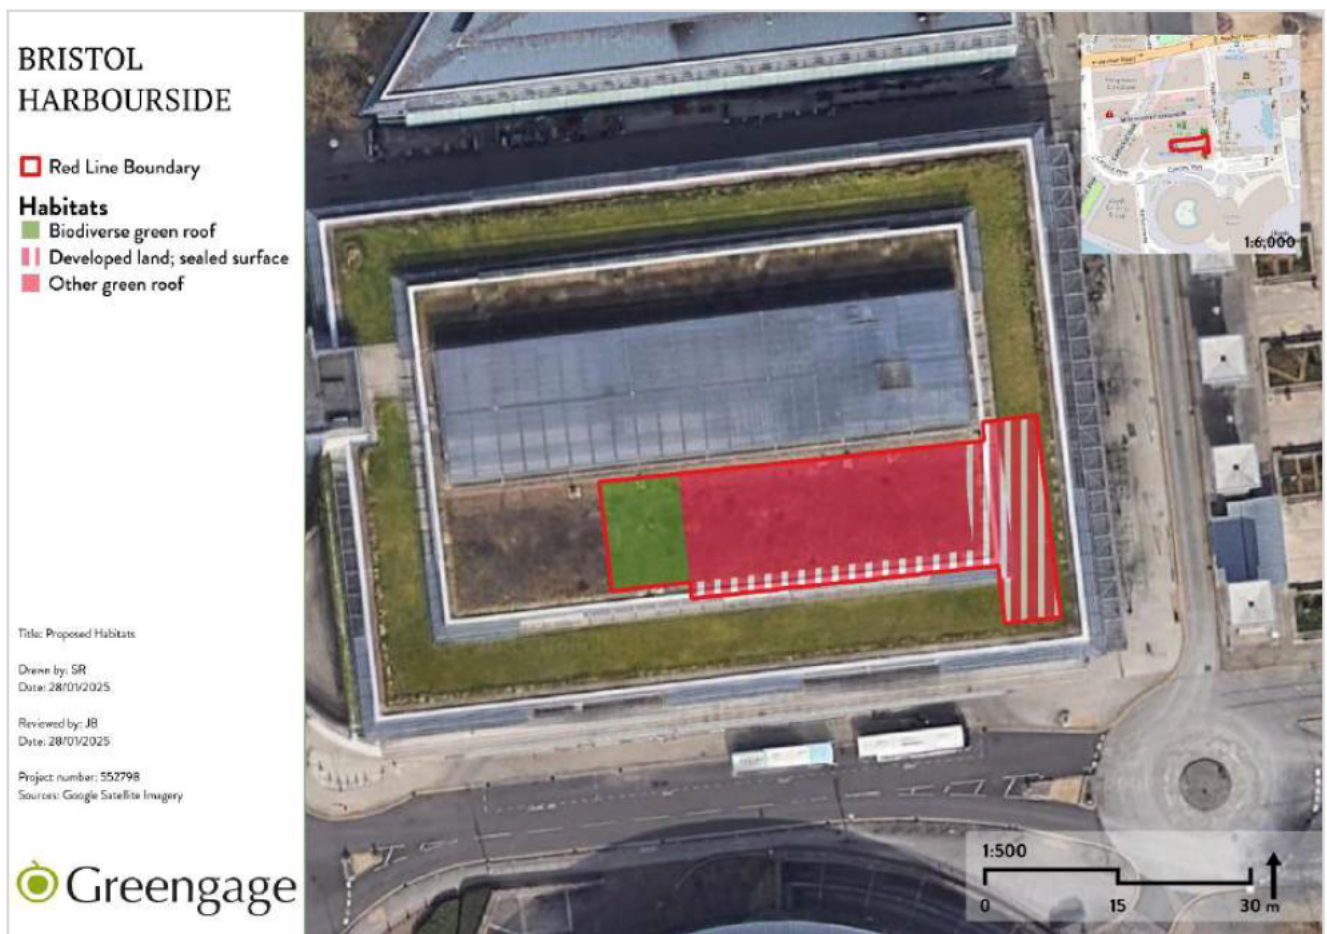 BRISTOL
HARBOURSIDE
Red Line Boundary
Habitats
Biodiverse green roof
Developed land; sealed surface
Other green roof
Title: Proposed Habitats
Drawn by: SR
Date: 28/01/2025
Reviewed by: JB
Date: 28/01/2025
Project number: 552798
Sources: Google Satellite Imagery
Greengage
1:6,000
1:500
0 15 30 m